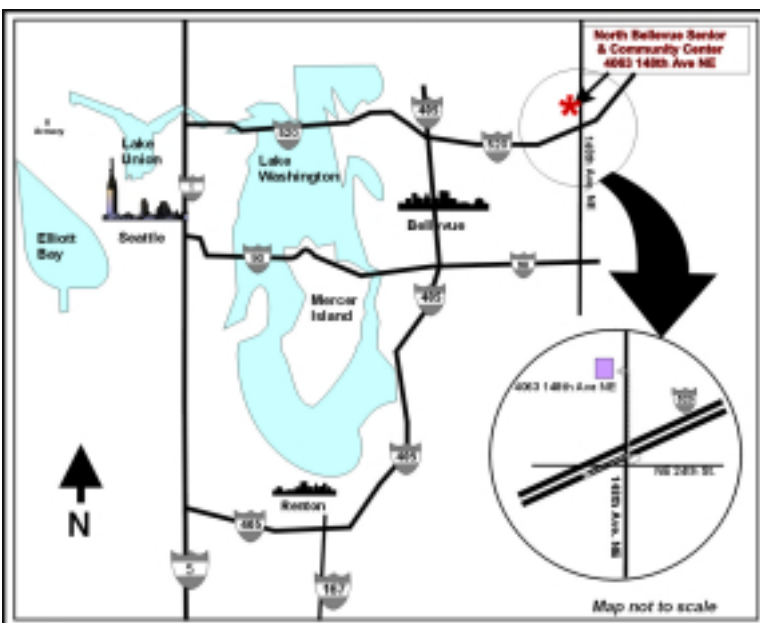 North Bellevue Senior
& Community Center
4063 148th Ave NE
405
Lake
Union
520
520
Lake
Washington
148th Ave. NE
5
Elliott
Bay
Seattle
Bellevue
90
90
405
Mercer
Island
4063 148th Ave NE
520
405
NE 24th St.
148th Ave. NE
N
Renton
405
5
167
Map not to scale